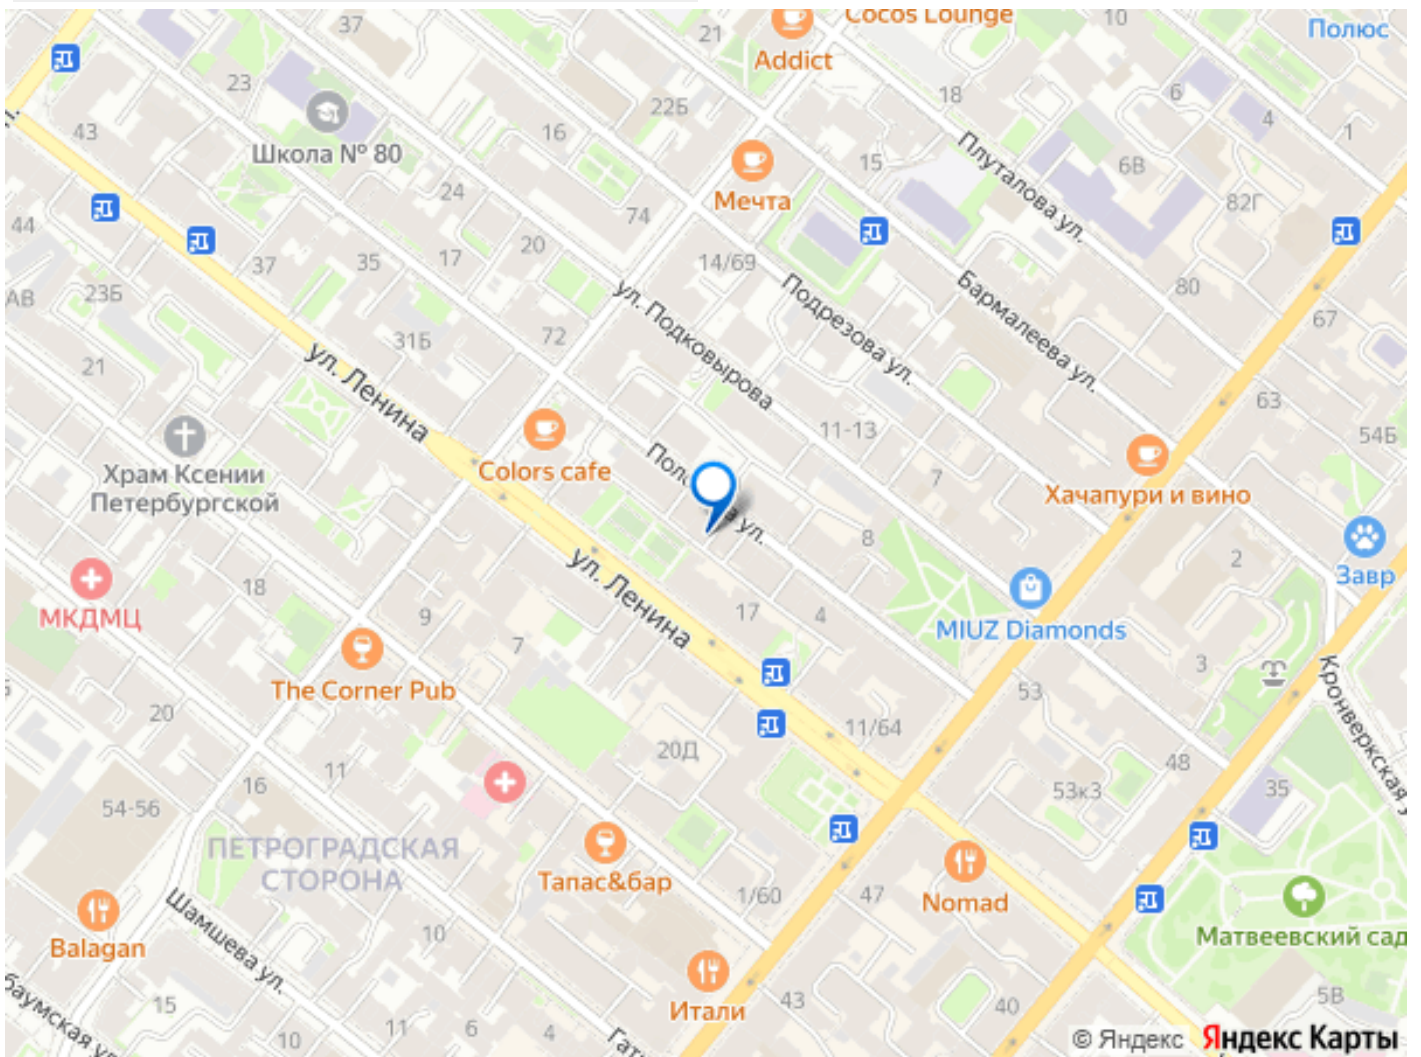 37
21
Cocos Lounge
10
Полюс
Addict
23
43
Школа № 80
16
22Б
18
6
4
1
15
Плуталова ул.
6В
Мечта
24
74
82Г
44
37
35
17
20
14/69
23Б
АВ
31Б
72
ул. Подковырова
Подрезова ул.
Бармалеева ул.
80
67
21
ул. Ленина
63
11-13
54Б
Храм Ксении
Петербургской
Colors cafe
7
Хачапури и вино
ул.
8
2
Завр
МКДМЦ
18
9
ул. Ленина
17
4
MIUZ Diamonds
7
The Corner Pub
3
53
Кронверкская
20
20Д
11/64
48
11
16
54-56
53к3
35
ПЕТРОГРАДСКАЯ
СТОРОНА
Тапас&бар
1/60
47
Nomad
Balagan
Шамшева ул.
10
Матвеевский сад
15
Итали
43
40
5В
10
11
6
4
© Яндекс Яндекс Карты